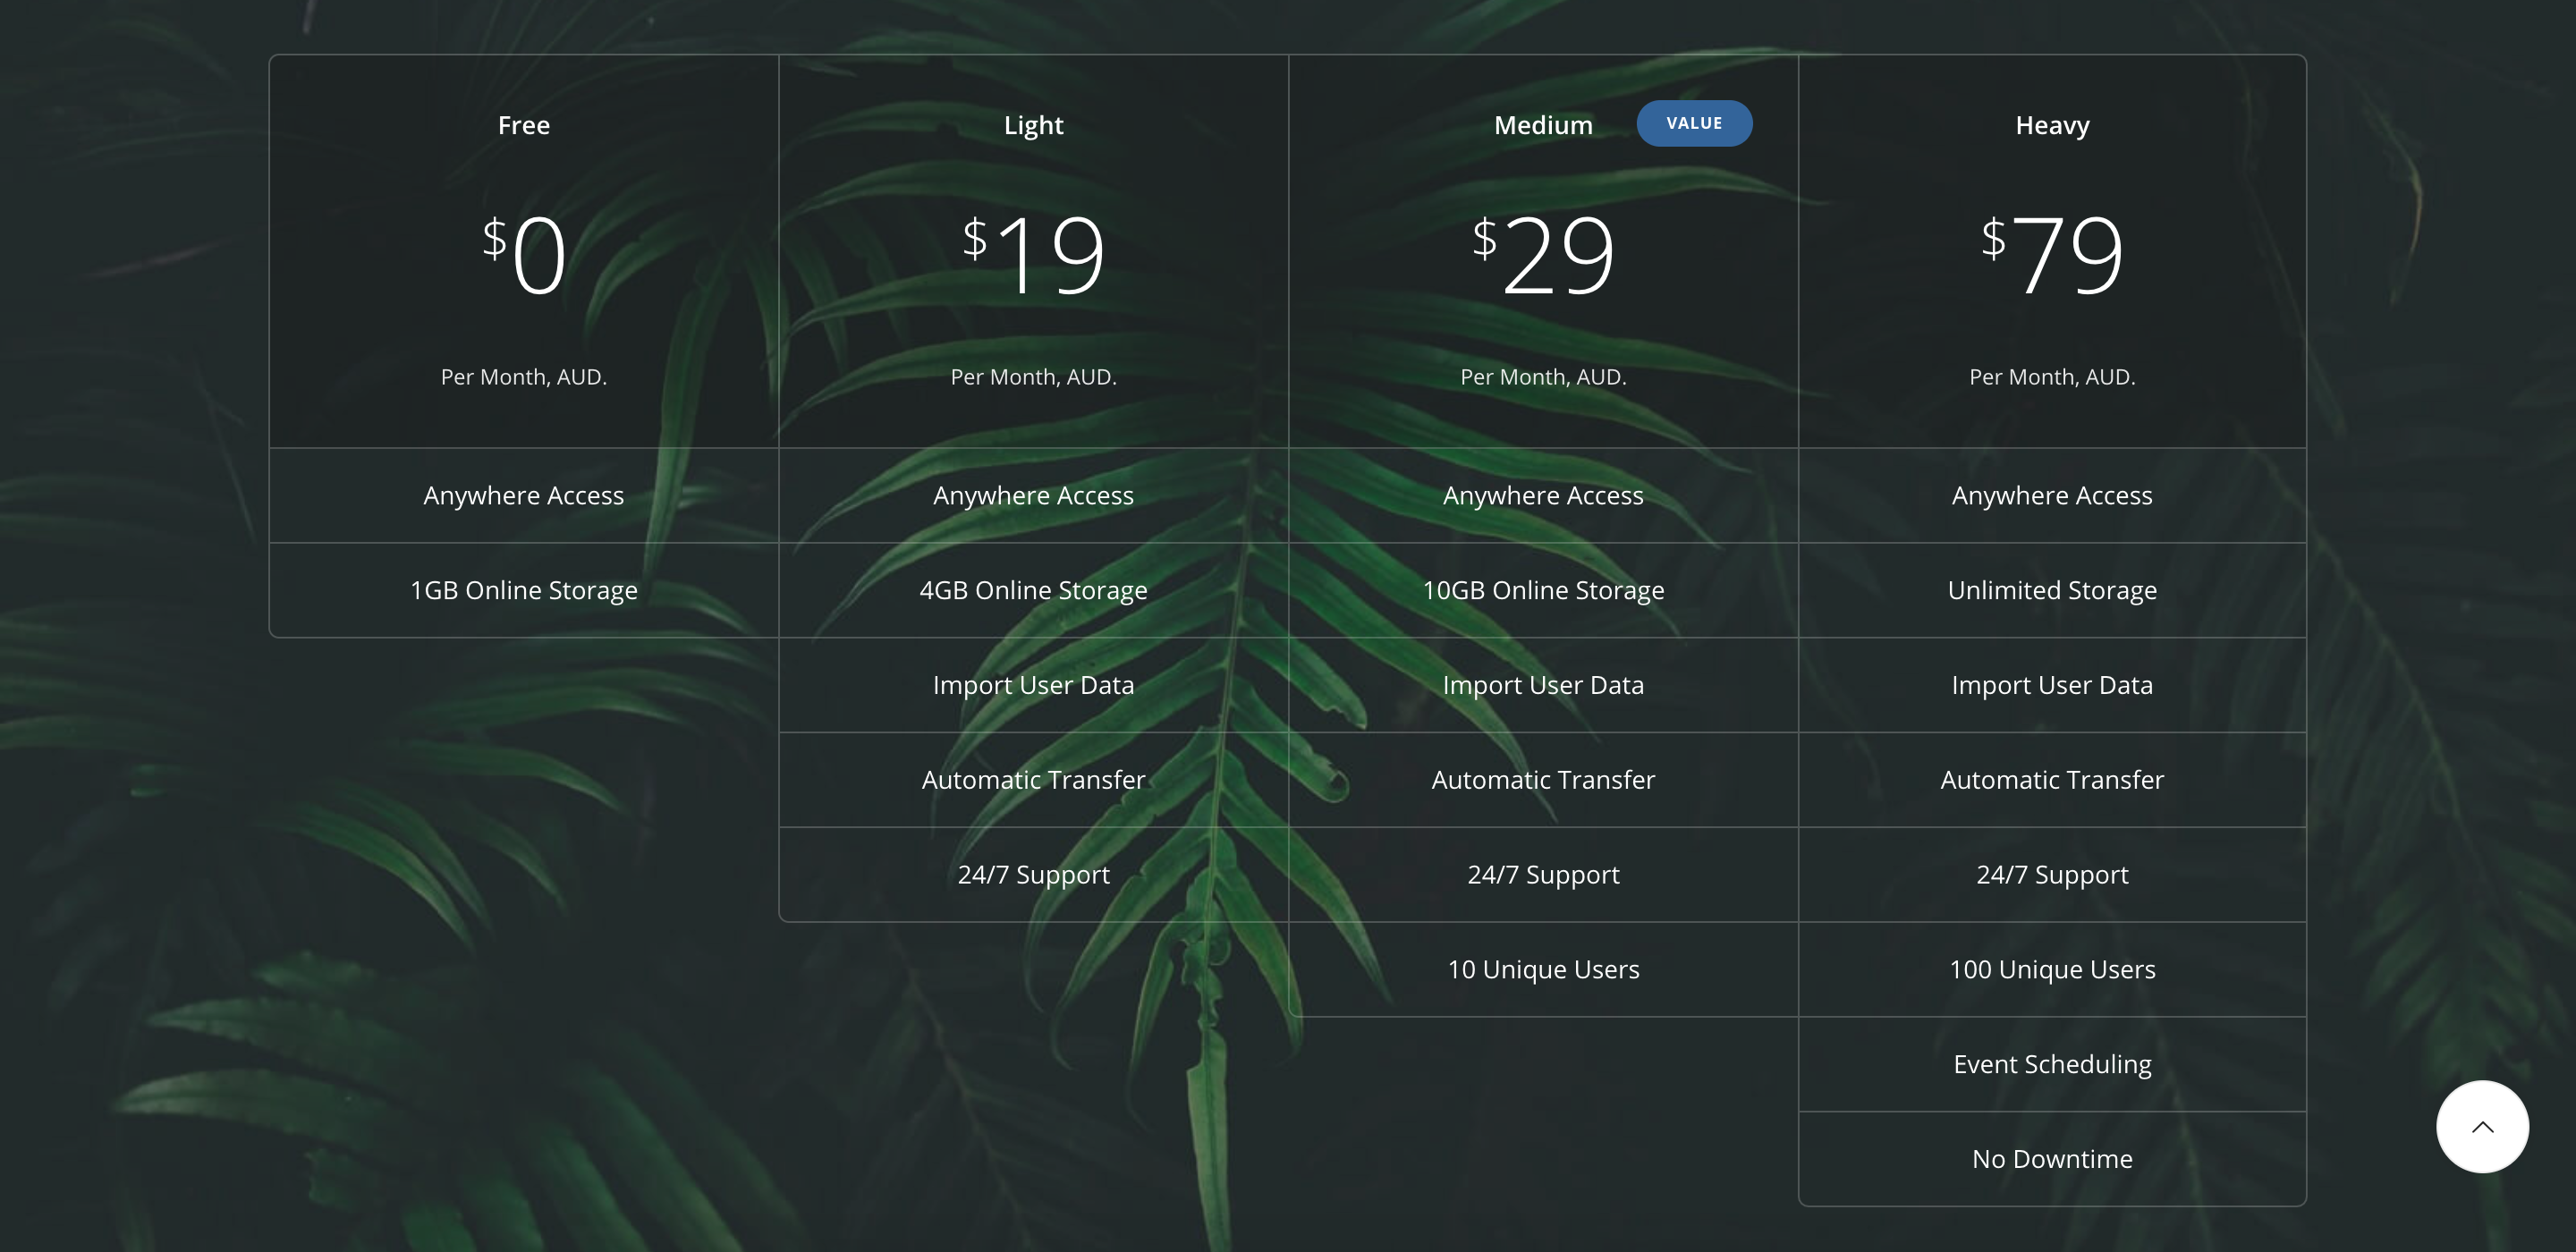 Free
$0
Per Month, AUD.
Anywhere Access
1GB Online Storage
Light
$19
Per Month, AUD.
Anywhere Access
4GB Online Storage
Import User Data
Automatic Transfer
24/7 Support
Medium
VALUE
$29
Per Month, AUD.
Anywhere Access
10GB Online Storage
Import User Data
Automatic Transfer
24/7 Support
10 Unique Users
Heavy
$79
Per Month, AUD.
Anywhere Access
Unlimited Storage
Import User Data
Automatic Transfer
24/7 Support
100 Unique Users
Event Scheduling
No Downtime